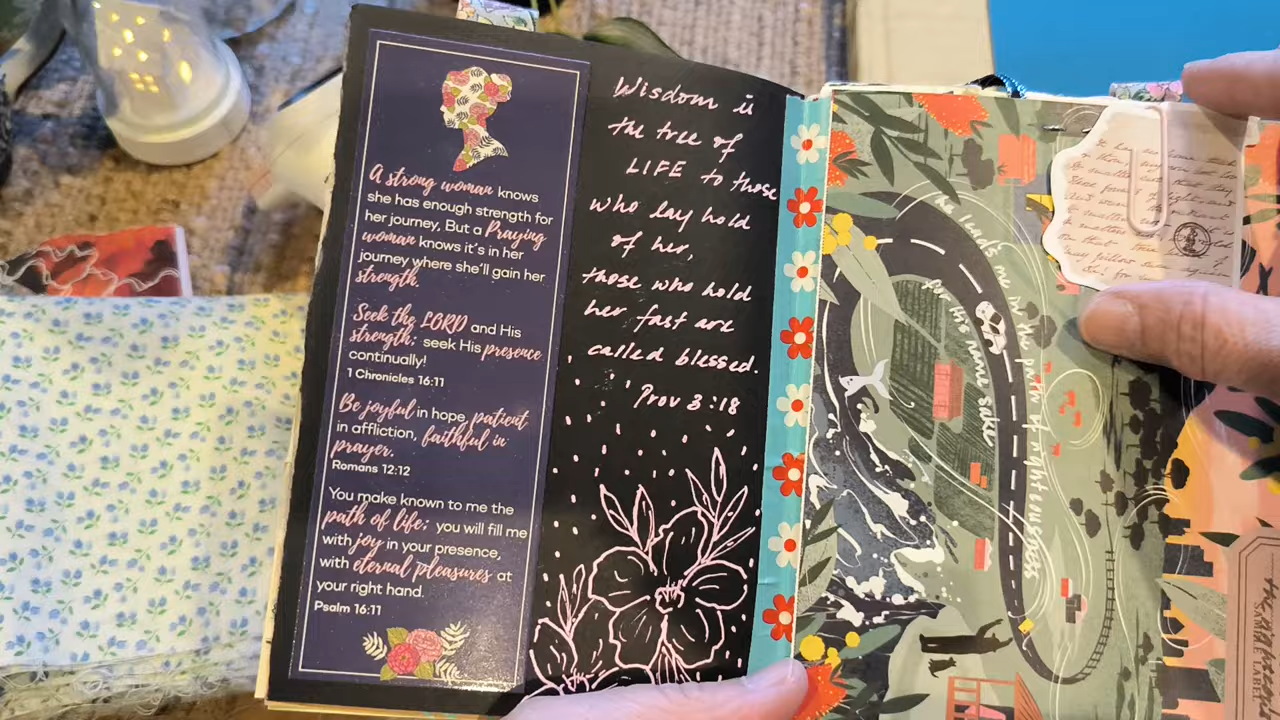 A strong woman knows
she has enough strength for
her journey, But a Praying
woman knows it's in her
journey where she'll gain her
strength.
Seek the LORD and His
strength; seek His presence
continually!
1 Chronicles 16:11
Be joyful in hope, patient
in affliction, faithful in
prayer.
Romans 12:12
You make known to me the
path of life; you will fill me
with joy in your presence,
with eternal pleasures at
your right hand.
Psalm 16:11
Wisdom is
the tree of
LIFE to those
who lay hold
of her,
those who hold
her fast are
called blessed.
Prov 3:18
He leads me in the paths of righteousness
for His name sake
SAMPLE LABEL